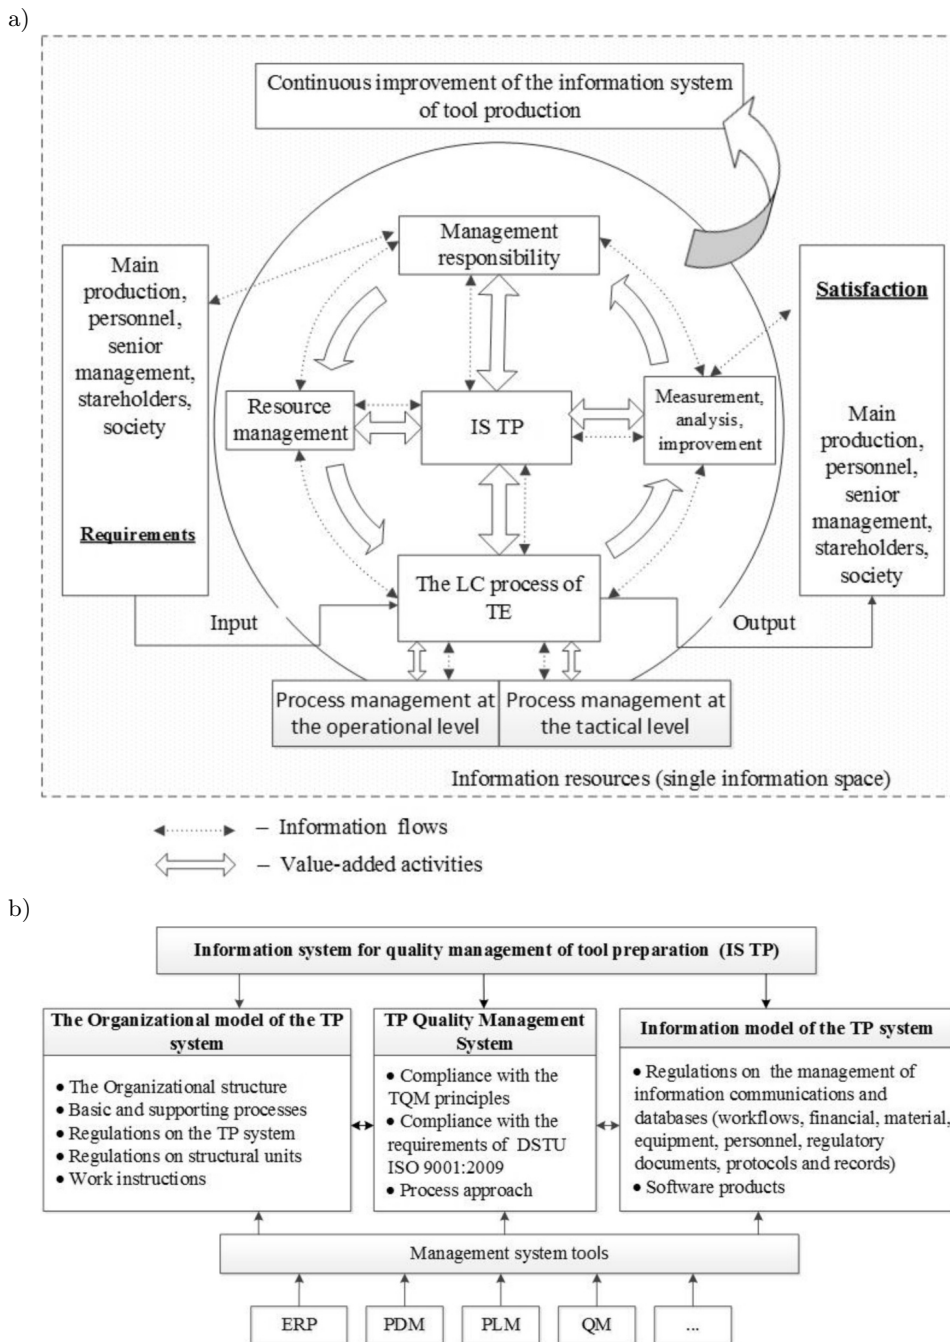 a)
Continuous improvement of the information system
of tool production
Management
responsibility
Main
production,
personnel,
senior
management,
stareholders,
society
Requirements
Satisfaction
Main
production,
personnel,
senior
management,
stareholders,
society
Resource
management
IS TP
Measurement,
analysis,
improvement
The LC process of
TE
Input
Output
Process management at
the operational level
Process management at
the tactical level
Information resources (single information space)
– Information flows
– Value-added activities
b)
Information system for quality management of tool preparation (IS TP)
The Organizational model of the TP
system
• The Organizational structure
• Basic and supporting processes
• Regulations on the TP system
• Regulations on structural units
• Work instructions
TP Quality Management
System
• Compliance with the
TQM principles
• Compliance with the
requirements of DSTU
ISO 9001:2009
• Process approach
Information model of the TP system
• Regulations on the management of
information communications and
databases (workflows, financial, material,
equipment, personnel, regulatory
documents, protocols and records)
• Software products
Management system tools
ERP
PDM
PLM
QM
...